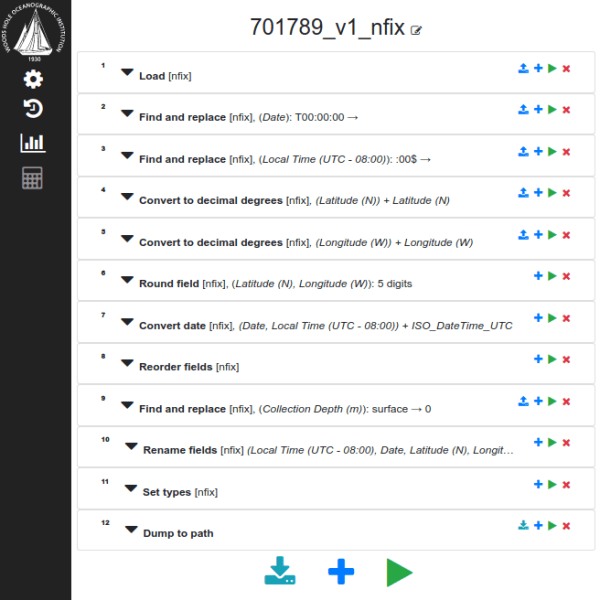 WOODS HOLE OCEANOGRAPHIC INSTITUTION
1930
701789_v1_nfix
1 Load [nfix]
2 Find and replace [nfix], (Date): T00:00:00 →
3 Find and replace [nfix], (Local Time (UTC - 08:00)): :00$ →
4 Convert to decimal degrees [nfix], (Latitude (N)) + Latitude (N)
5 Convert to decimal degrees [nfix], (Longitude (W)) + Longitude (W)
6 Round field [nfix], (Latitude (N), Longitude (W)): 5 digits
7 Convert date [nfix], (Date, Local Time (UTC - 08:00)) + ISO_DateTime_UTC
8 Reorder fields [nfix]
9 Find and replace [nfix], (Collection Depth (m)): surface → 0
10 Rename fields [nfix] (Local Time (UTC - 08:00), Date, Latitude (N), Longit...
11 Set types [nfix]
12 Dump to path